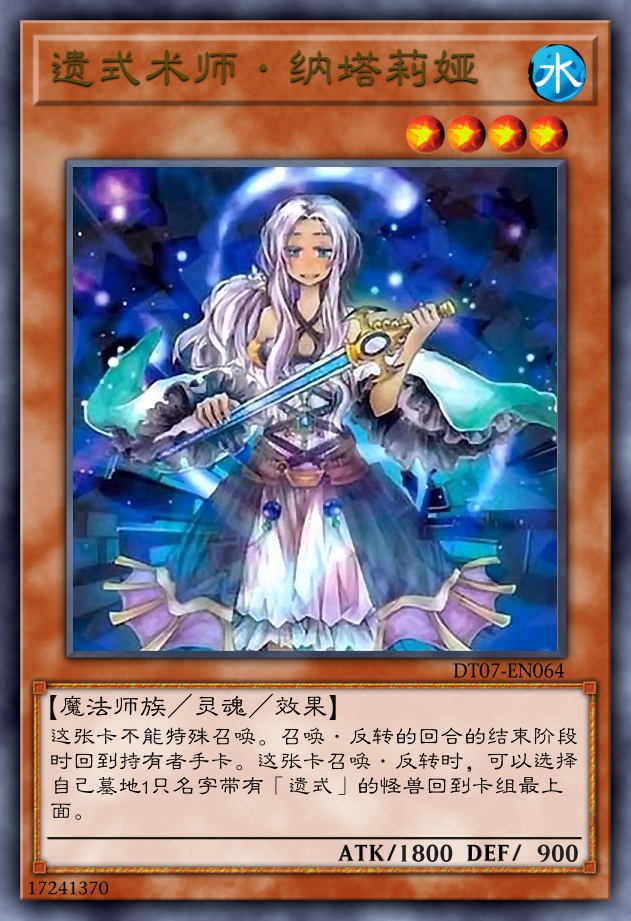 遗式术师·纳塔莉娅
水
DT07-EN064
【魔法师族／灵魂／效果】
这张卡不能特殊召唤。召唤·反转的回合的结束阶段
时回到持有者手卡。这张卡召唤·反转时，可以选择
自己墓地1只名字带有「遗式」的怪兽回到卡组最上
面。
ATK/1800 DEF/ 900
17241370